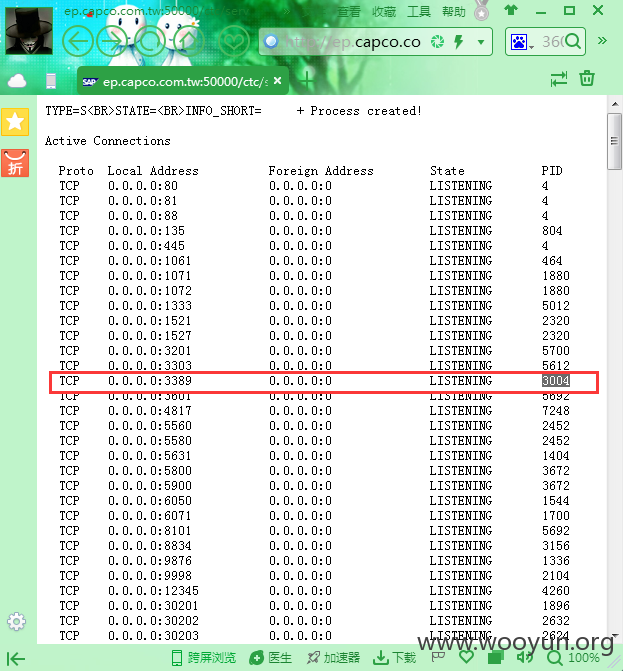 ep.capco.com.tw:50000/ctc/ser 查看 收藏 工具 帮助
http://ep.capco.co 360
SAP ep.capco.com.tw:50000/ctc/s
TYPE=S<BR>STATE=<BR>INFO_SHORT= + Process created!
Active Connections
Proto Local Address Foreign Address State PID
TCP 0.0.0.0:80 0.0.0.0:0 LISTENING 4
TCP 0.0.0.0:81 0.0.0.0:0 LISTENING 4
TCP 0.0.0.0:88 0.0.0.0:0 LISTENING 4
TCP 0.0.0.0:135 0.0.0.0:0 LISTENING 804
TCP 0.0.0.0:445 0.0.0.0:0 LISTENING 4
TCP 0.0.0.0:1061 0.0.0.0:0 LISTENING 464
TCP 0.0.0.0:1071 0.0.0.0:0 LISTENING 1880
TCP 0.0.0.0:1072 0.0.0.0:0 LISTENING 1880
TCP 0.0.0.0:1333 0.0.0.0:0 LISTENING 5012
TCP 0.0.0.0:1521 0.0.0.0:0 LISTENING 2320
TCP 0.0.0.0:1527 0.0.0.0:0 LISTENING 2320
TCP 0.0.0.0:3201 0.0.0.0:0 LISTENING 5700
TCP 0.0.0.0:3303 0.0.0.0:0 LISTENING 5612
TCP 0.0.0.0:3389 0.0.0.0:0 LISTENING 3004
TCP 0.0.0.0:3601 0.0.0.0:0 LISTENING 5692
TCP 0.0.0.0:4817 0.0.0.0:0 LISTENING 7248
TCP 0.0.0.0:5560 0.0.0.0:0 LISTENING 2452
TCP 0.0.0.0:5580 0.0.0.0:0 LISTENING 2452
TCP 0.0.0.0:5631 0.0.0.0:0 LISTENING 1404
TCP 0.0.0.0:5800 0.0.0.0:0 LISTENING 3672
TCP 0.0.0.0:5900 0.0.0.0:0 LISTENING 3672
TCP 0.0.0.0:6050 0.0.0.0:0 LISTENING 1544
TCP 0.0.0.0:6071 0.0.0.0:0 LISTENING 1700
TCP 0.0.0.0:8101 0.0.0.0:0 LISTENING 5692
TCP 0.0.0.0:8834 0.0.0.0:0 LISTENING 3156
TCP 0.0.0.0:9876 0.0.0.0:0 LISTENING 1336
TCP 0.0.0.0:9998 0.0.0.0:0 LISTENING 2104
TCP 0.0.0.0:12345 0.0.0.0:0 LISTENING 4260
TCP 0.0.0.0:30201 0.0.0.0:0 LISTENING 1896
TCP 0.0.0.0:30202 0.0.0.0:0 LISTENING 2632
TCP 0.0.0.0:30203 0.0.0.0:0 LISTENING 2624
折
www.wooyun.org
跨屏浏览 医生 加速器 下载 100%